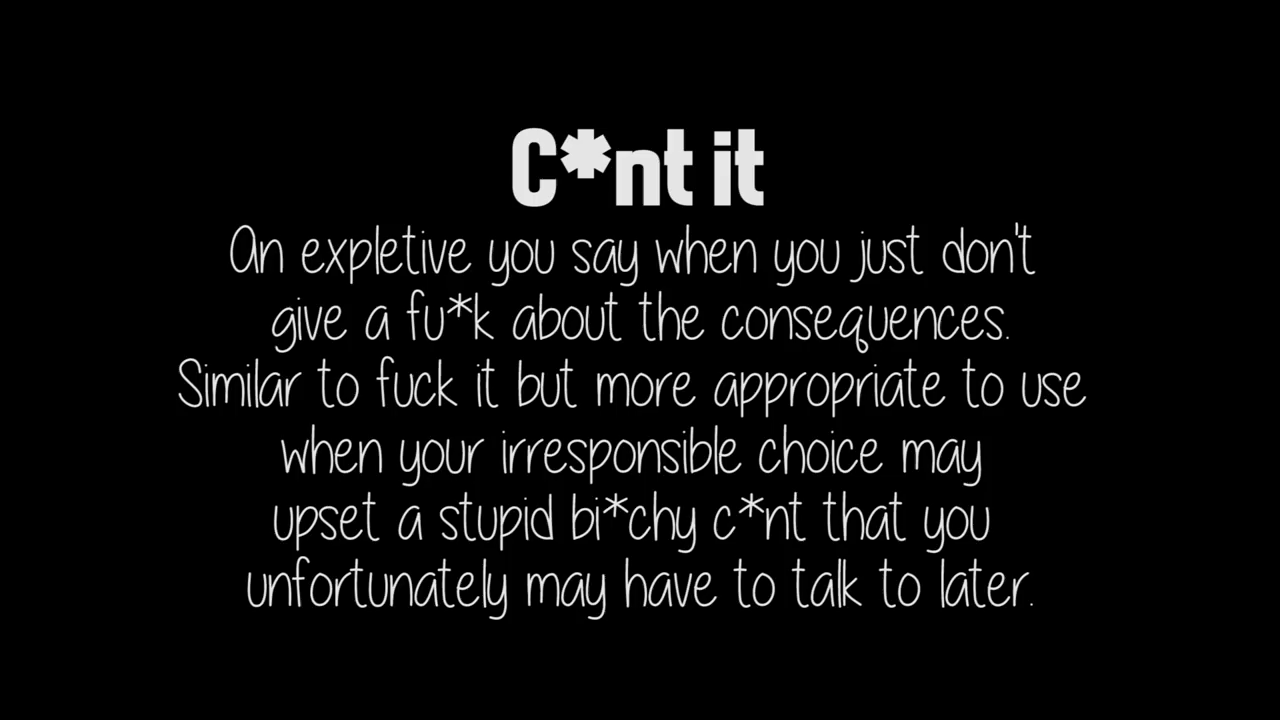 C*nt it
An expletive you say when you just don't
give a fu*k about the consequences.
Similar to fuck it but more appropriate to use
when your irresponsible choice may
upset a stupid bi*chy c*nt that you
unfortunately may have to talk to later.